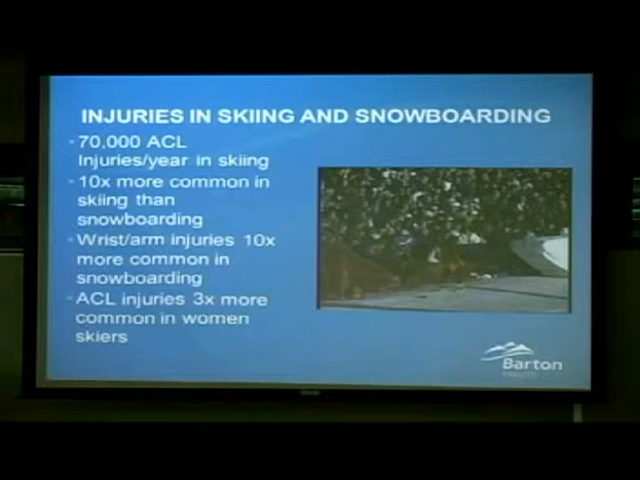 INJURIES IN SKIING AND SNOWBOARDING
70,000 ACL
Injuries/year in skiing
10x more common in
skiing than
snowboarding
Wrist/arm injuries 10x
more common in
snowboarding
ACL injuries 3x more
common in women
skiers
Barton